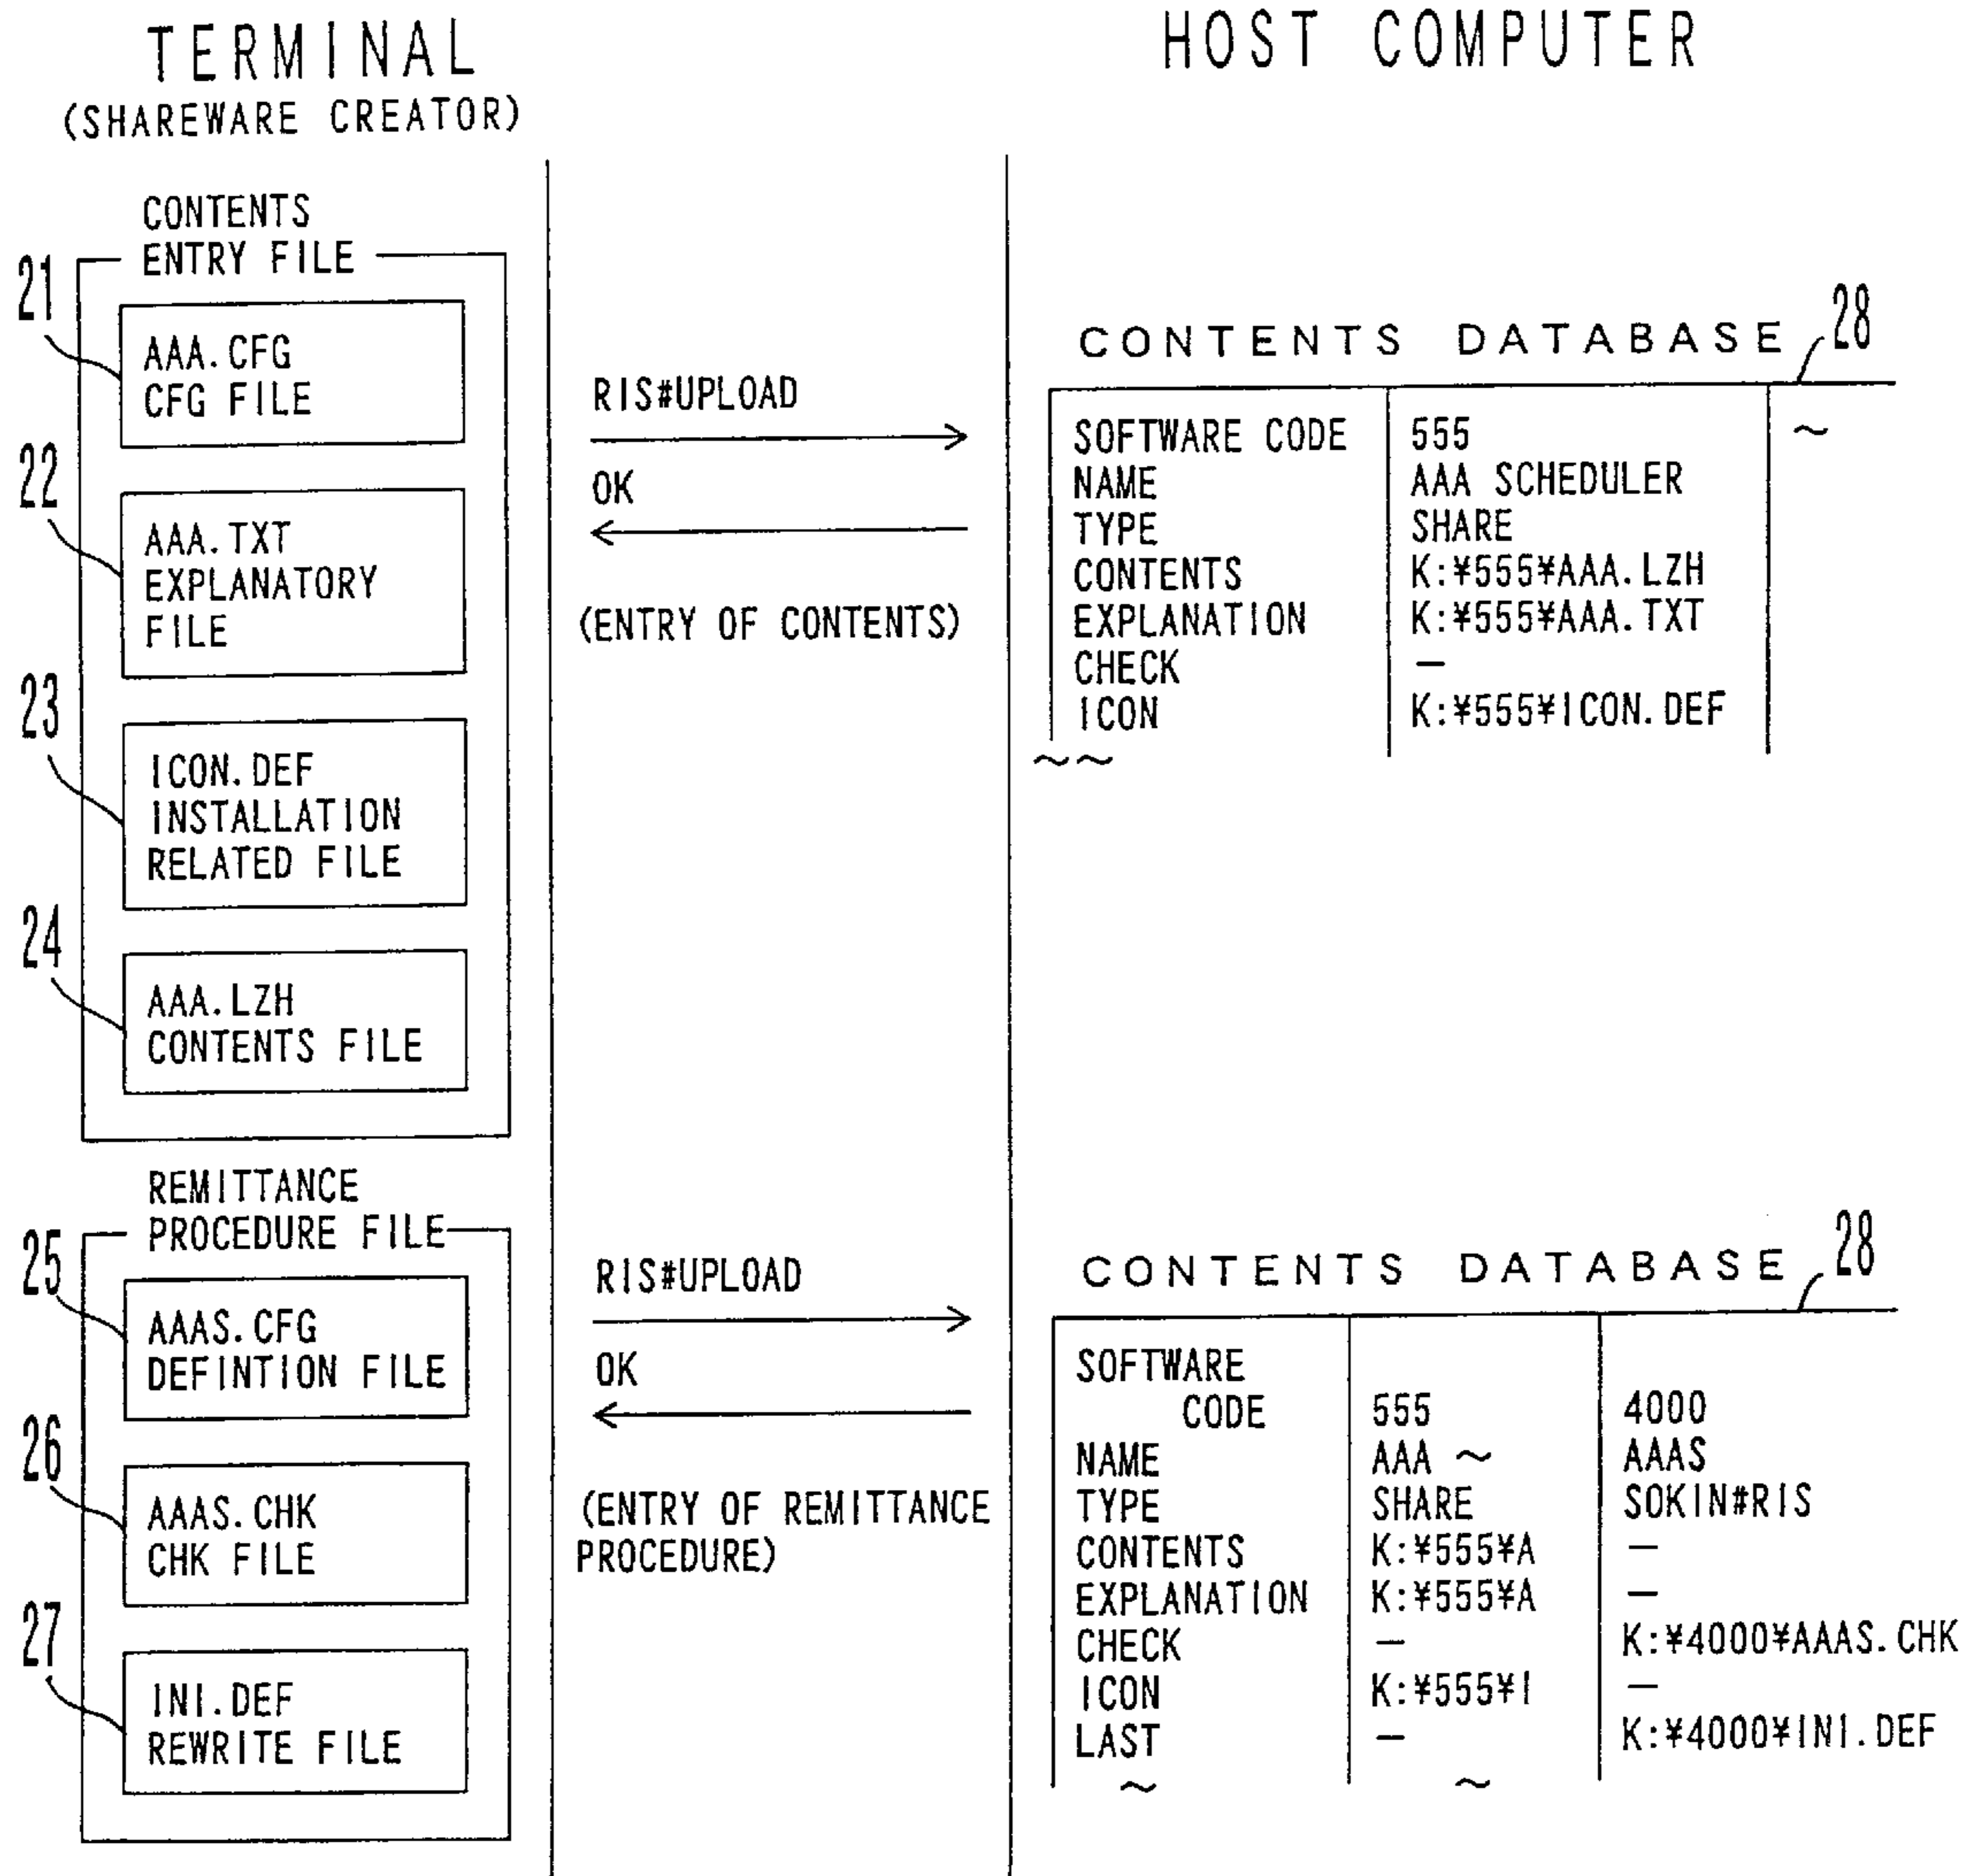 TERMINAL
(SHAREWARE CREATOR)
HOST COMPUTER
CONTENTS
ENTRY FILE
21
AAA.CFG
CFG FILE
22
AAA.TXT
EXPLANATORY
FILE
23
ICON.DEF
INSTALLATION
RELATED FILE
24
AAA.LZH
CONTENTS FILE
RIS#UPLOAD
OK
(ENTRY OF CONTENTS)
CONTENTS DATABASE 28
SOFTWARE CODE 555 ~
NAME AAA SCHEDULER
TYPE SHARE
CONTENTS K:¥555¥AAA.LZH
EXPLANATION K:¥555¥AAA.TXT
CHECK —
ICON K:¥555¥ICON.DEF
~~
REMITTANCE
PROCEDURE FILE
25
AAAS.CFG
DEFINTION FILE
26
AAAS.CHK
CHK FILE
27
INI.DEF
REWRITE FILE
RIS#UPLOAD
OK
(ENTRY OF REMITTANCE
PROCEDURE)
CONTENTS DATABASE 28
SOFTWARE
CODE 555 4000
NAME AAA ~ AAAS
TYPE SHARE SOKIN#RIS
CONTENTS K:¥555¥A —
EXPLANATION K:¥555¥A —
CHECK — K:¥4000¥AAAS.CHK
ICON K:¥555¥I —
LAST — K:¥4000¥INI.DEF
~ ~